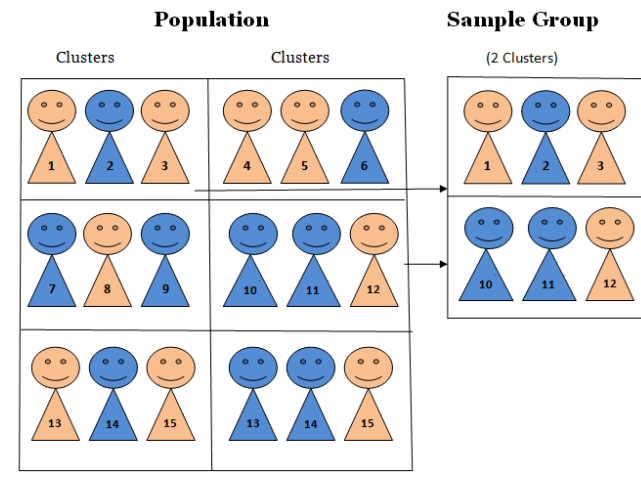 Population Sample Group
Clusters Clusters (2 Clusters)
1 2 3 4 5 6 1 2 3
7 8 9 10 11 12 10 11 12
13 14 15 13 14 15